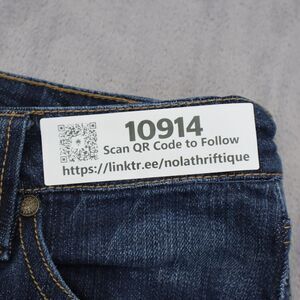 10914
Scan QR Code to Follow
https://linktr.ee/nolathriftique